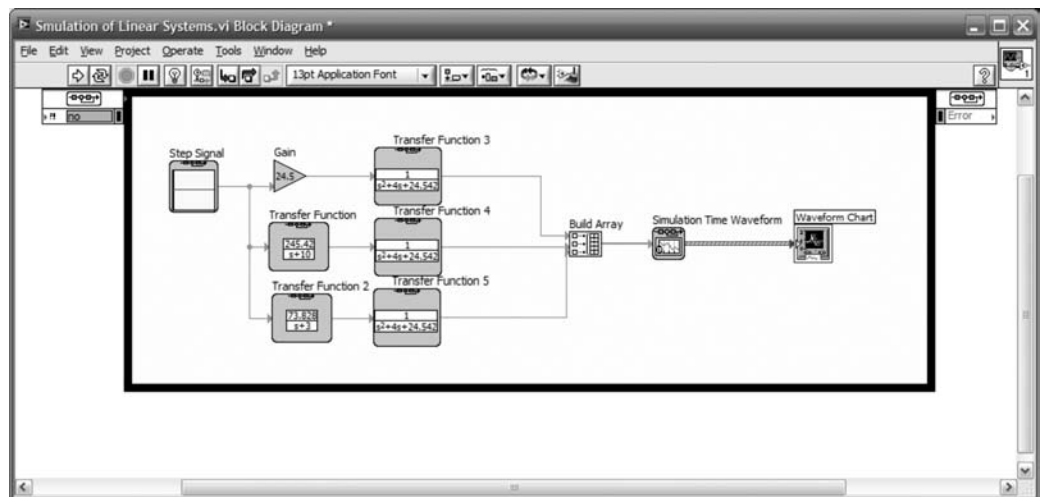 Smulation of Linear Systems.vi Block Diagram *
File Edit View Project Operate Tools Window Help
13pt Application Font
?
1
no
Error
Step Signal
Gain
24.5
Transfer Function 3
1
s²+4s+24.542
Transfer Function
245.42
s+10
Transfer Function 4
1
s²+4s+24.542
Transfer Function 2
73.828
s+3
Transfer Function 5
1
s²+4s+24.542
Build Array
Simulation Time Waveform
Waveform Chart